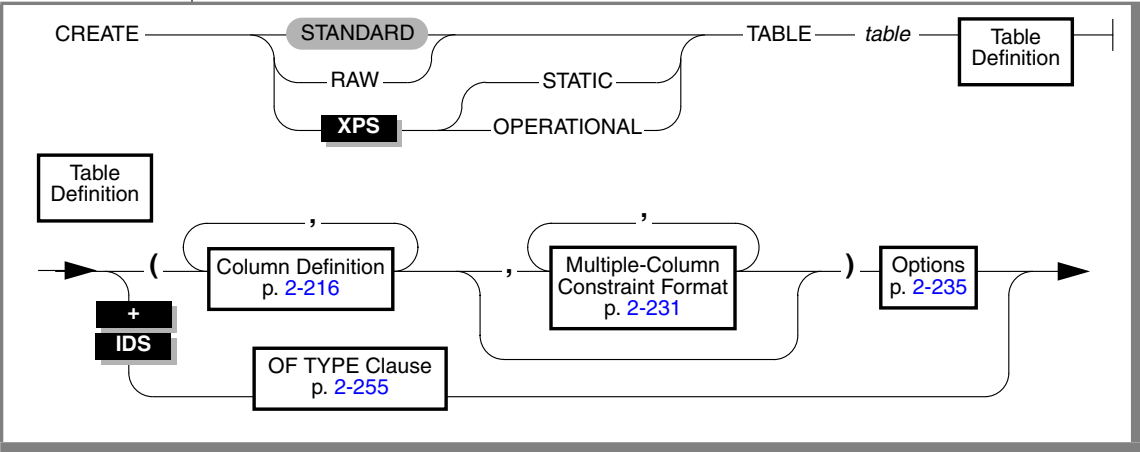 CREATE STANDARD TABLE table Table Definition
RAW STATIC
XPS OPERATIONAL
Table
Definition
, ,
( Column Definition
p. 2-216
, Multiple-Column
Constraint Format
p. 2-231
) Options
p. 2-235
+
IDS
OF TYPE Clause
p. 2-255